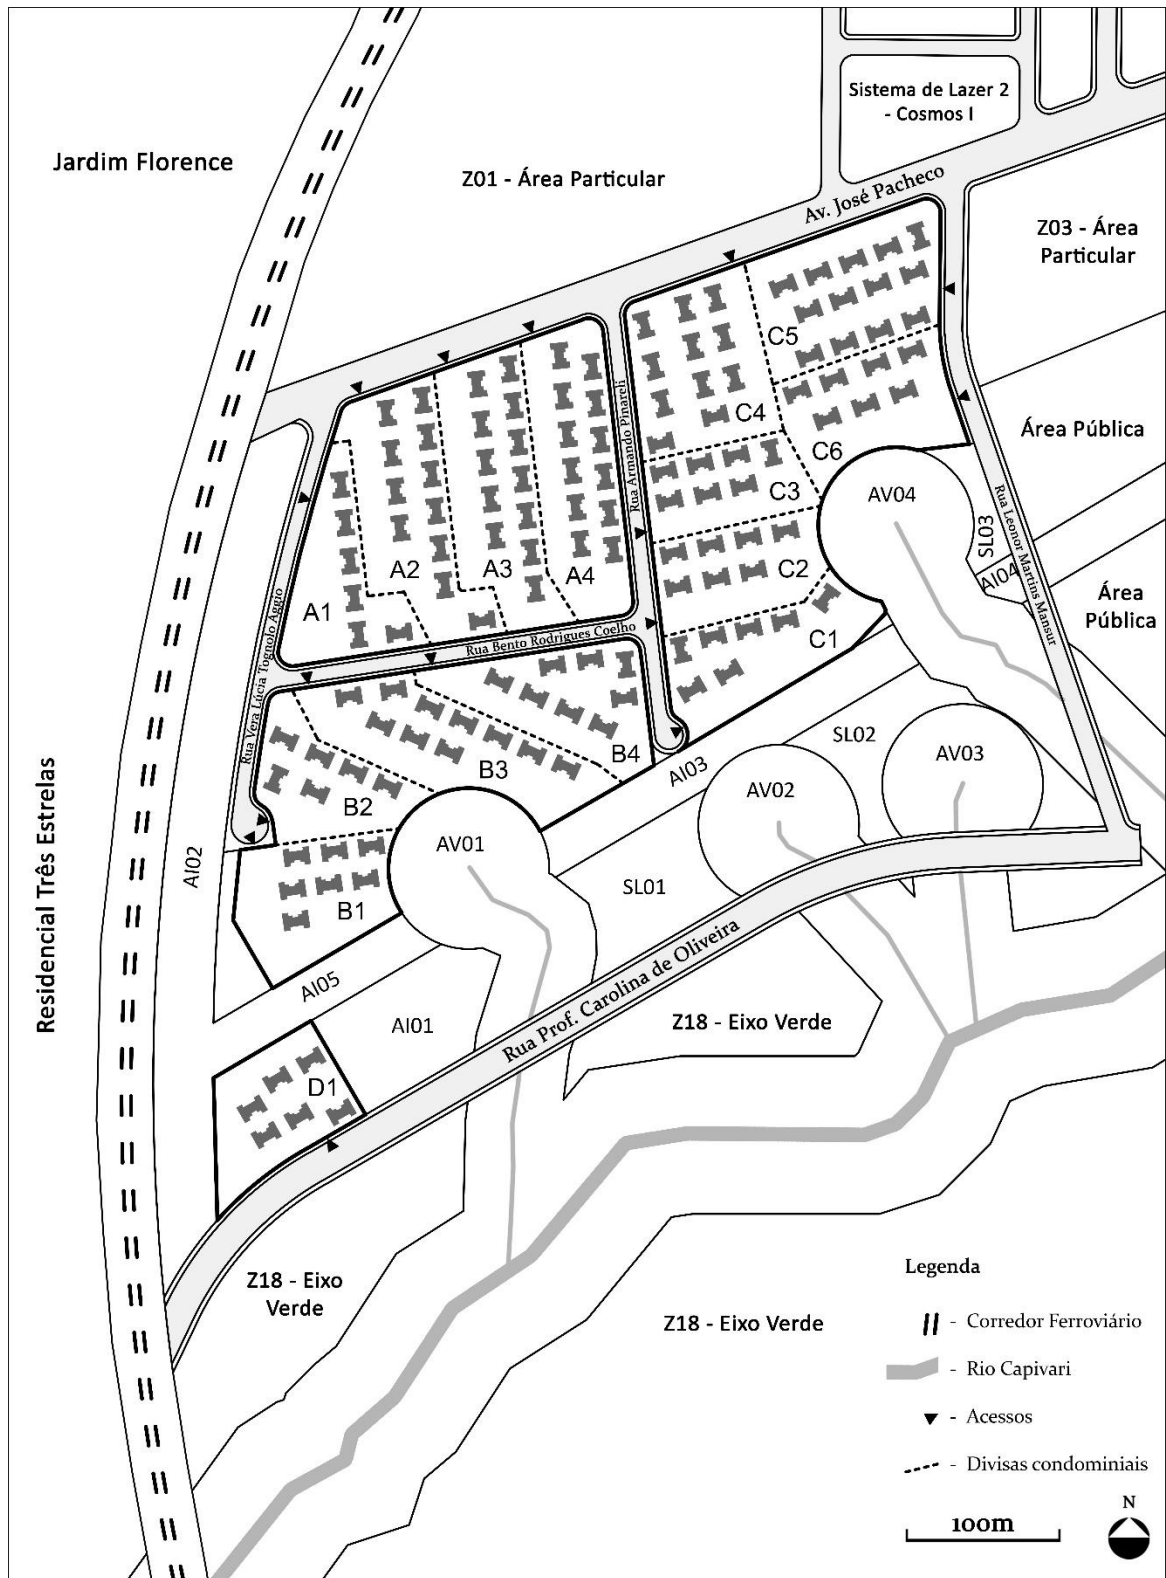 Sistema de Lazer 2
- Cosmos I
Jardim Florence
Z01 - Área Particular
Av. José Pacheco
Z03 - Área
Particular
C5
Rua Armando Pinareli
C4
Área Pública
C6
C3
AV04
Rua Leonor Martins Mansur
SL03
A2
A3
A4
C2
AI04
Área
Pública
A1
Rua Vera Lúcia Tognolo Aggio
Rua Bento Rodrigues Coelho
C1
B4
SL02
AV03
B3
AI03
AV02
B2
Residencial Três Estrelas
AI02
AV01
SL01
B1
Rua Prof. Carolina de Oliveira
AI05
AI01
Z18 - Eixo Verde
D1
Z18 - Eixo
Verde
Z18 - Eixo Verde
Legenda
- Corredor Ferroviário
- Rio Capivari
- Acessos
- Divisas condominiais
100m
N